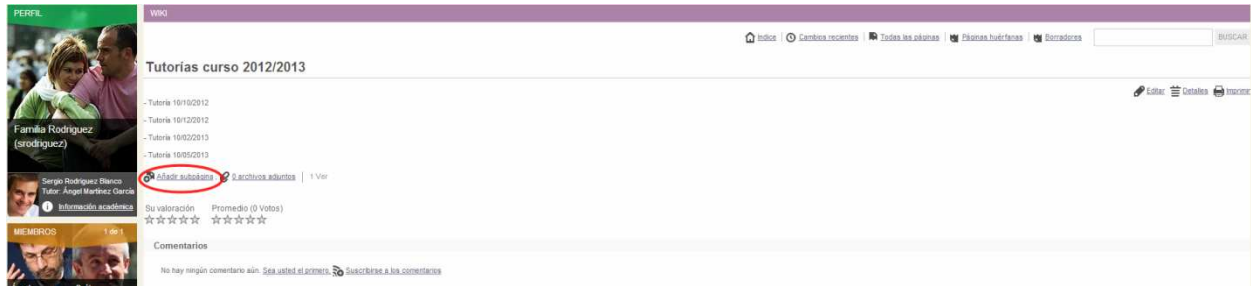 PERFIL
Familia Rodriguez
(srodriguez)
Sergio Rodriguez Blanco
Tutor: Ángel Martínez García
Información académica
MIEMBROS 1 de 1
WIKI
Indice Cambios recientes Todas las páginas Páginas huérfanas Borradores BUSCAR
Tutorías curso 2012/2013
Editar Detalles Imprimir
- Tutoría 10/10/2012
- Tutoría 10/12/2012
- Tutoría 10/02/2013
- Tutoría 10/05/2013
Añadir subpágina 0 archivos adjuntos 1 Ver
Su valoración Promedio (0 Votos)
Comentarios
No hay ningún comentario aún. Sea usted el primero. Suscribirse a los comentarios